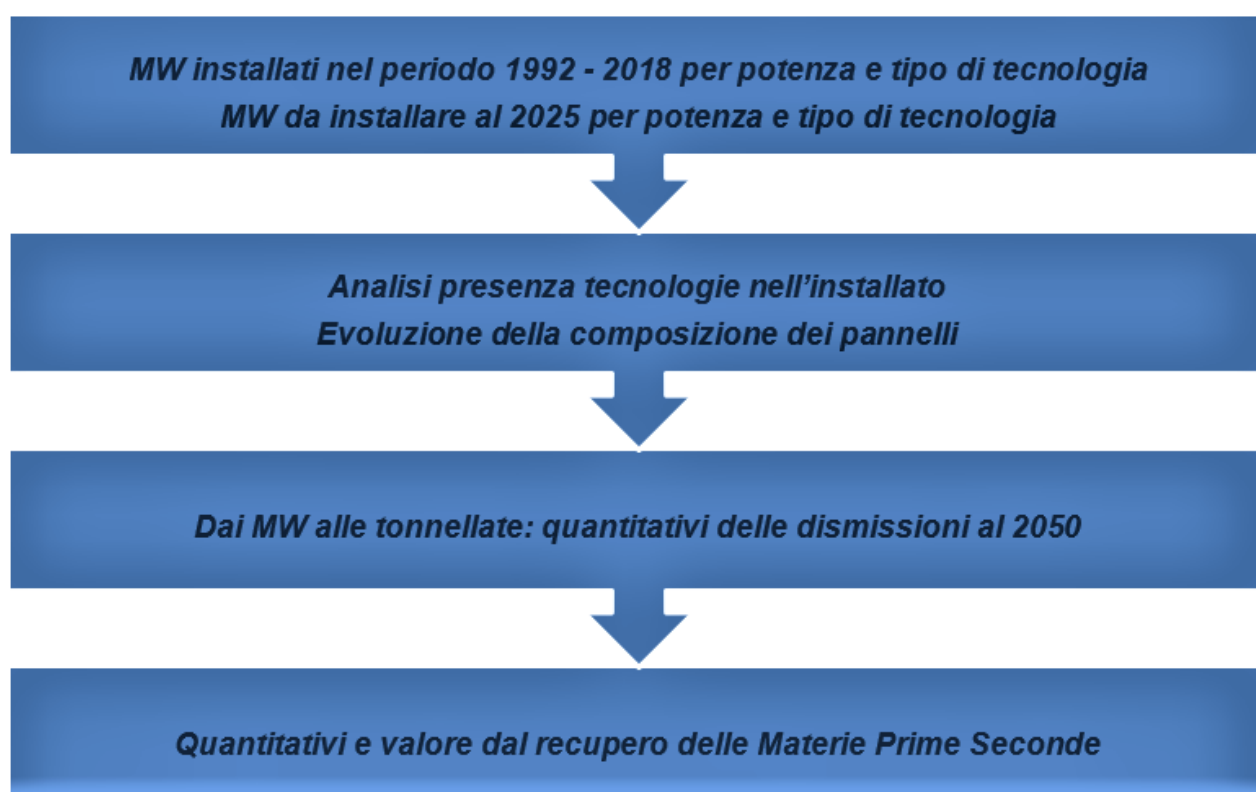 MW installati nel periodo 1992 - 2018 per potenza e tipo di tecnologia
MW da installare al 2025 per potenza e tipo di tecnologia
Analisi presenza tecnologie nell’installato
Evoluzione della composizione dei pannelli
Dai MW alle tonnellate: quantitativi delle dismissioni al 2050
Quantitativi e valore dal recupero delle Materie Prime Seconde